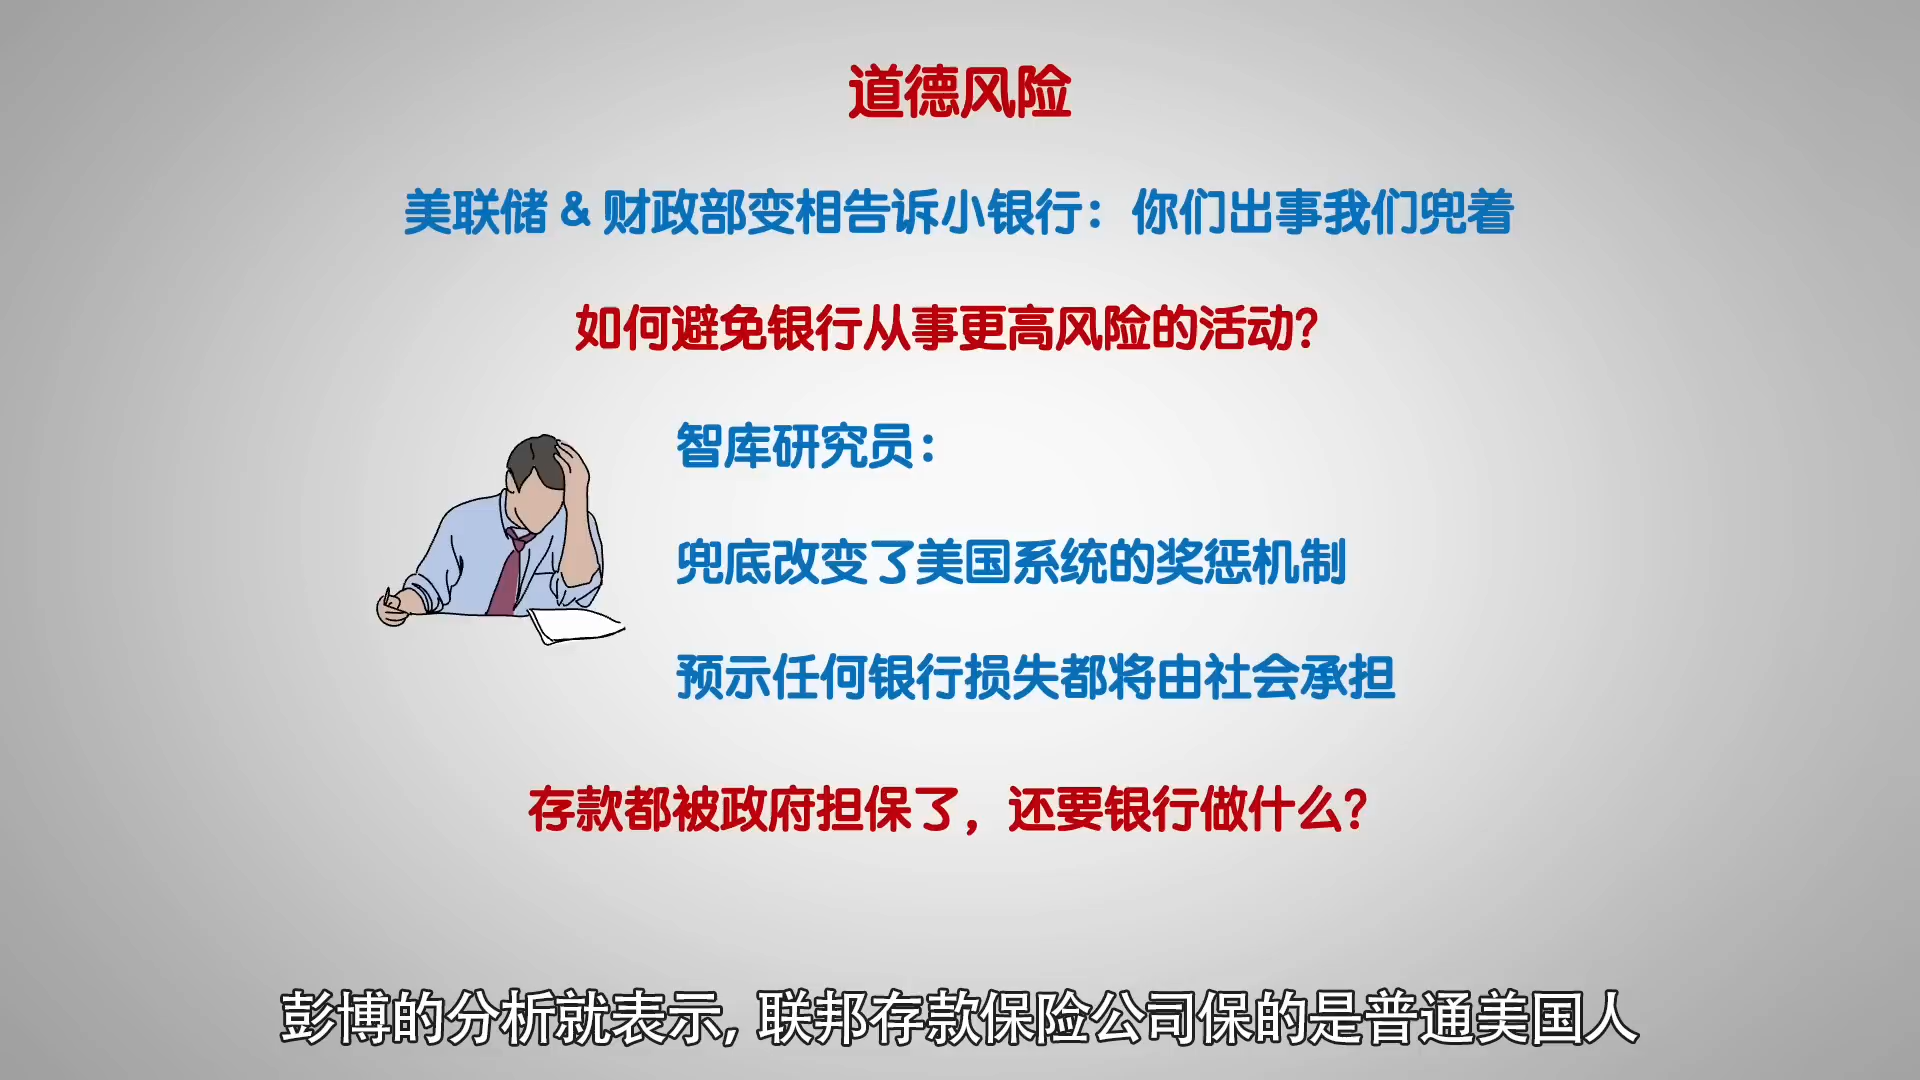 道德风险
美联储 & 财政部变相告诉小银行：你们出事我们兜着
如何避免银行从事更高风险的活动？
智库研究员：
兜底改变了美国系统的奖惩机制
预示任何银行损失都将由社会承担
存款都被政府担保了，还要银行做什么？
彭博的分析就表示, 联邦存款保险公司保的是普通美国人